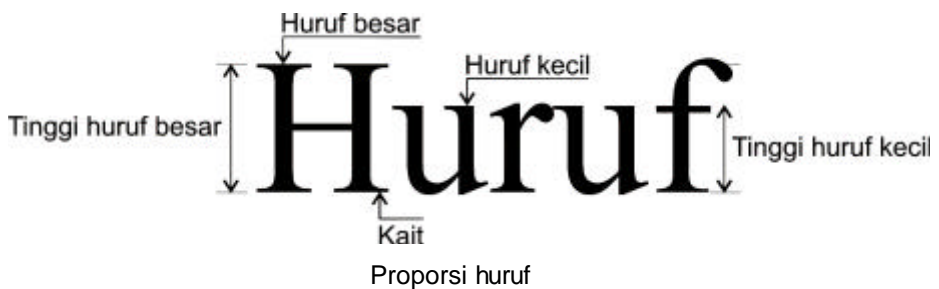 Huruf besar
Huruf kecil
Tinggi huruf besar
Huruf
Tinggi huruf kecil
Kait
Proporsi huruf